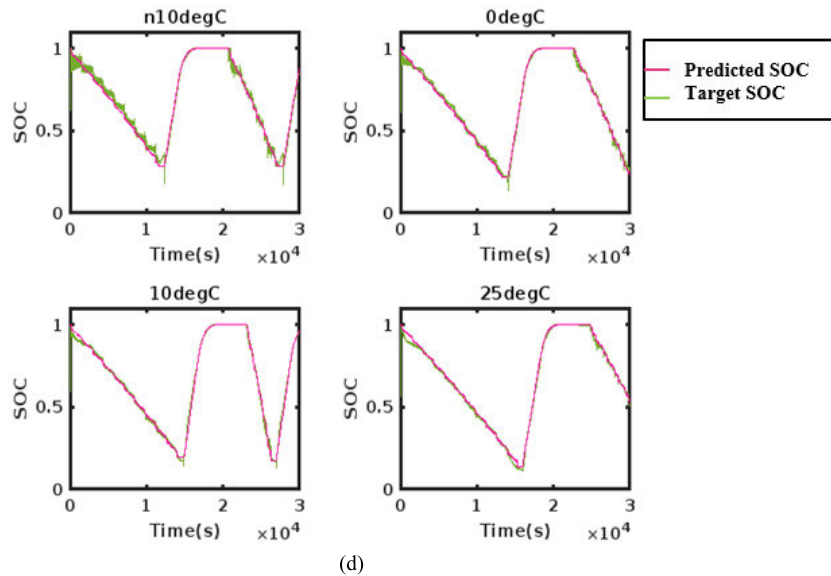 n10degC
1
0.5
0
SOC
0
1
2
3
Time(s)
×10^4
0degC
1
0.5
0
SOC
0
1
2
3
Time(s)
×10^4
Predicted SOC
Target SOC
10degC
1
0.5
0
SOC
0
1
2
3
Time(s)
×10^4
25degC
1
0.5
0
SOC
0
1
2
3
Time(s)
×10^4
(d)